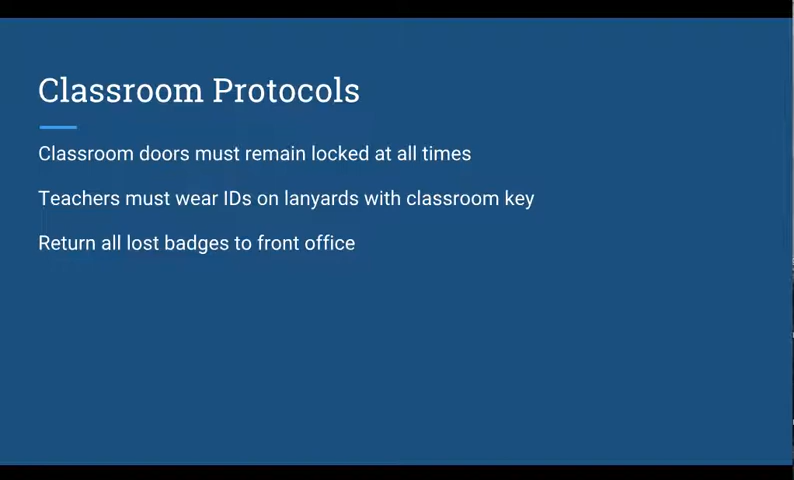 Classroom Protocols
Classroom doors must remain locked at all times
Teachers must wear IDs on lanyards with classroom key
Return all lost badges to front office